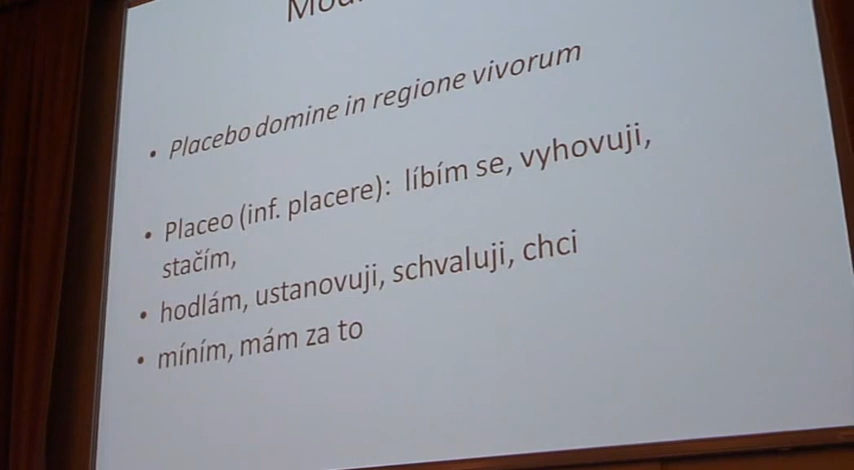 • Placebo domine in regione vivorum
• Placeo (inf. placere): líbím se, vyhovuji,
stačím,
• hodlám, ustanovuji, schvaluji, chci
• míním, mám za to